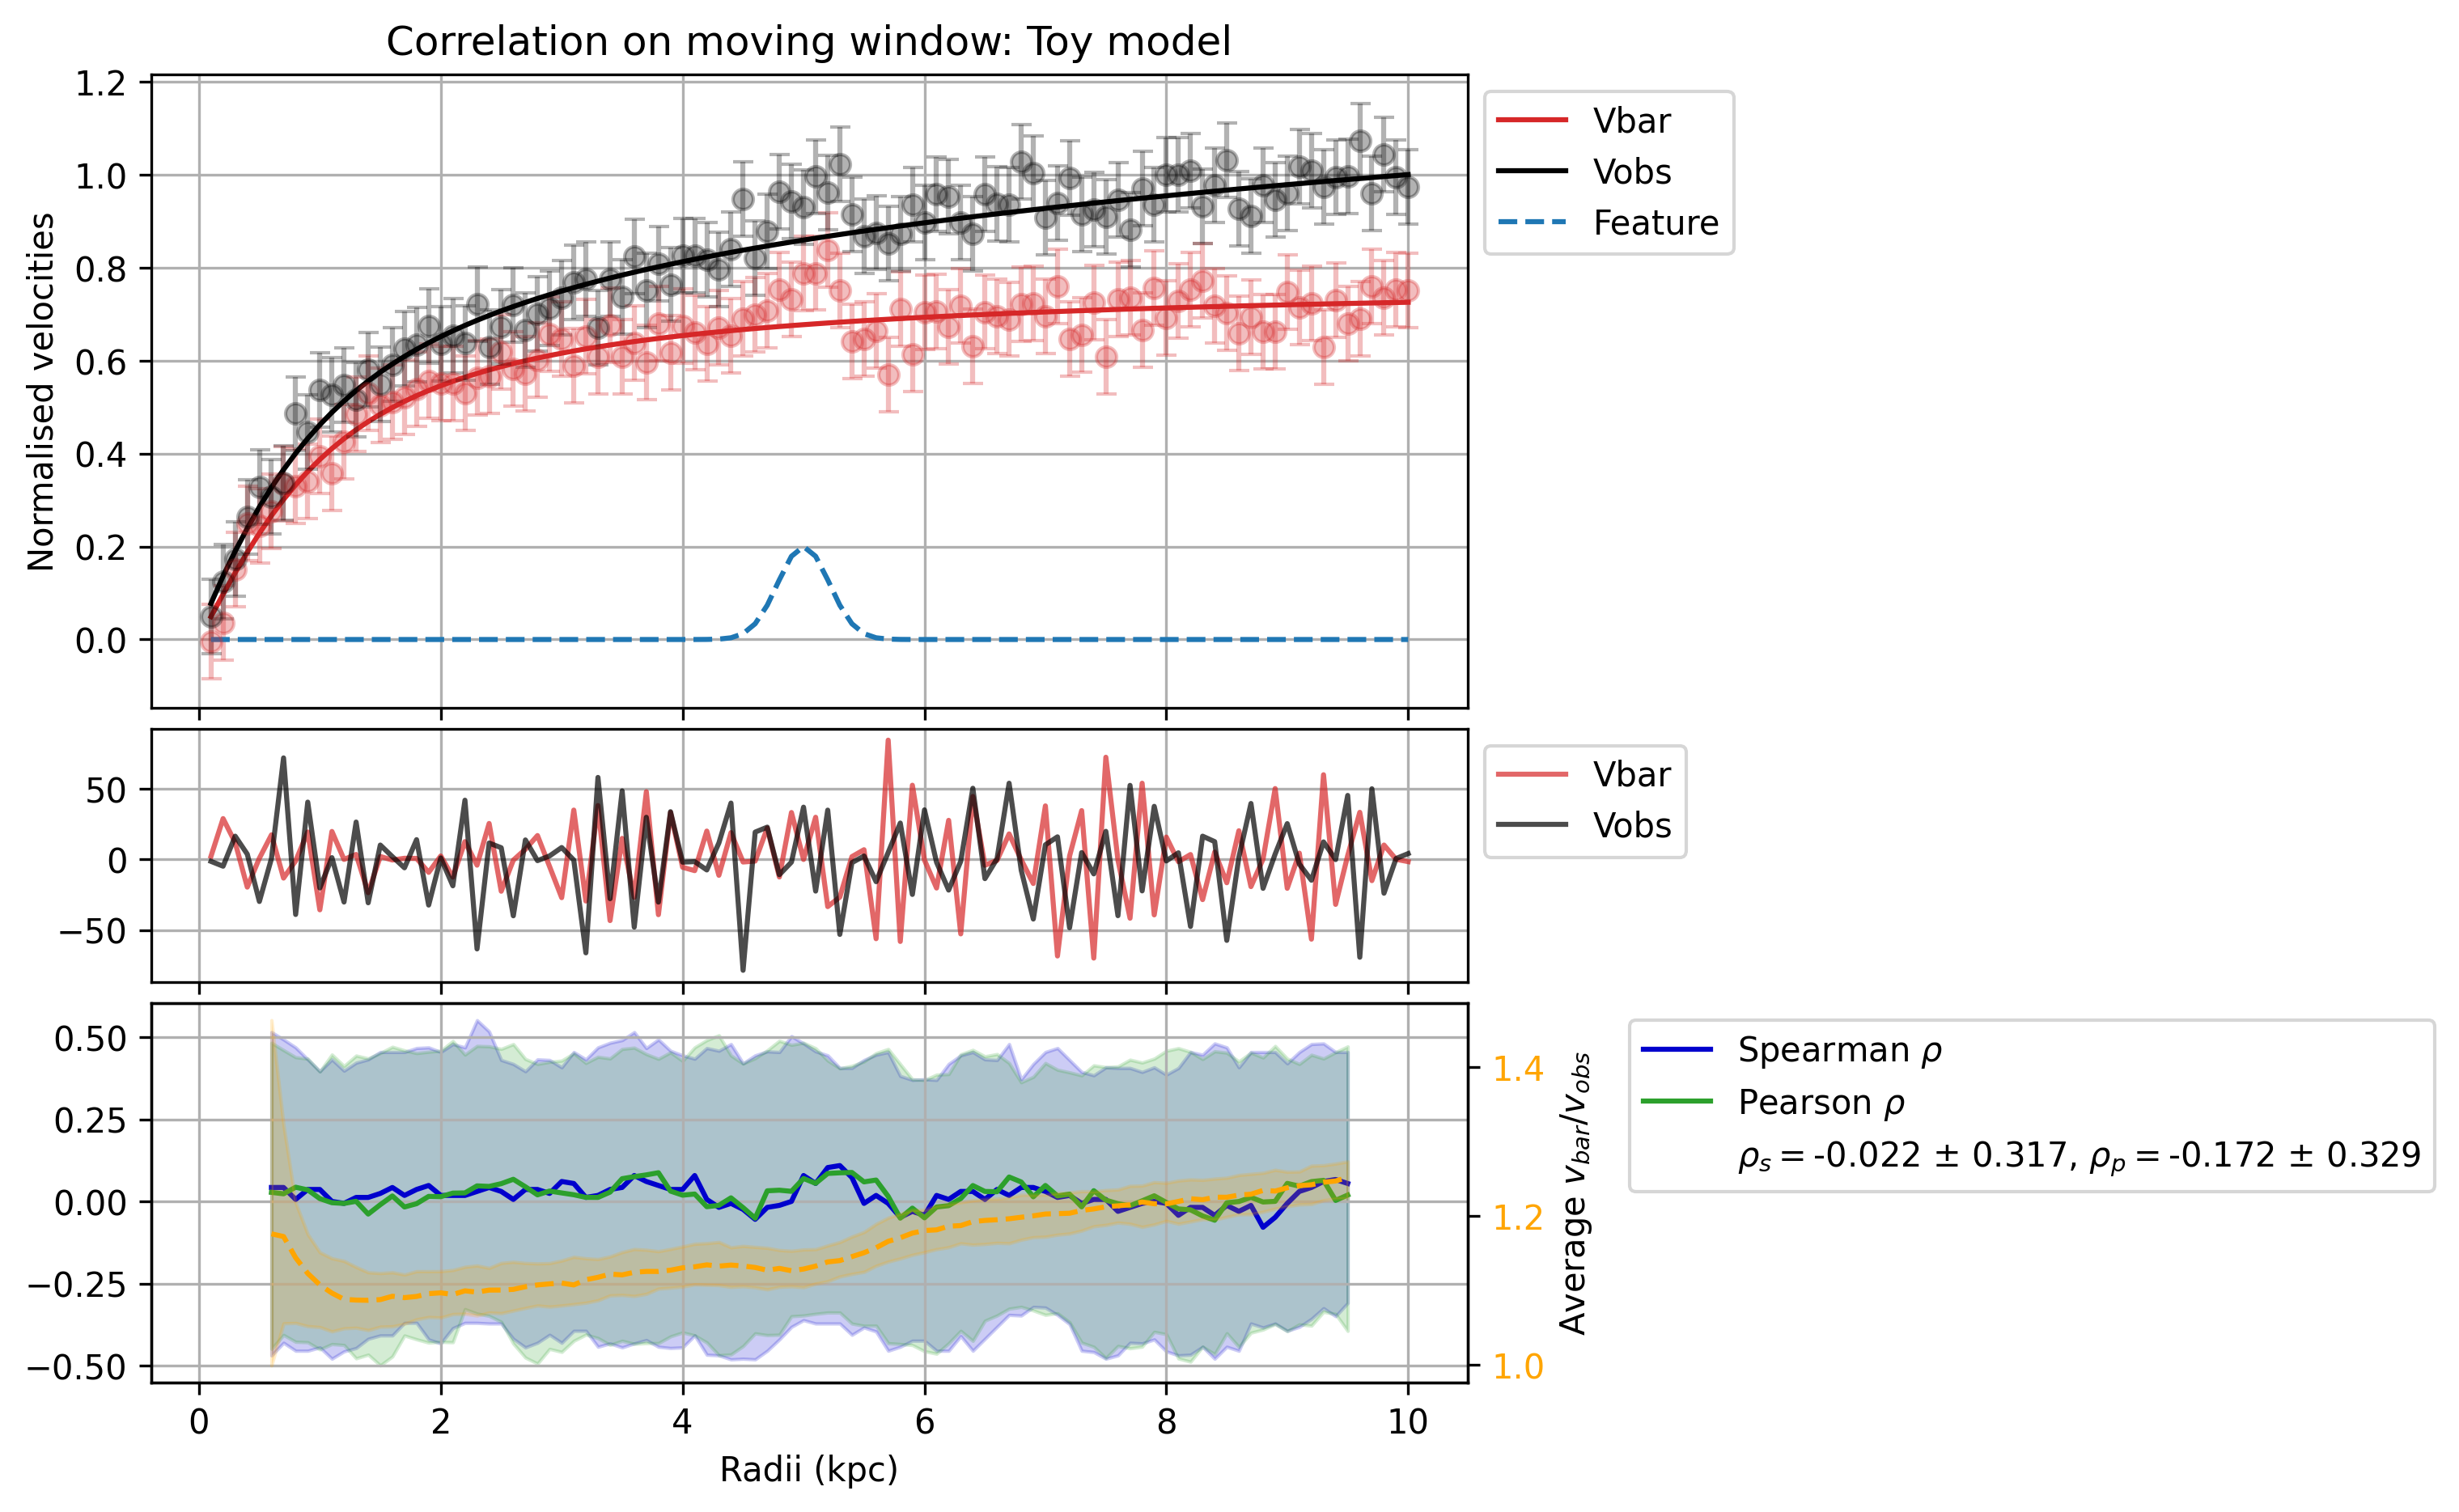 Correlation on moving window: Toy model
1.2
1.0
0.8
0.6
0.4
0.2
0.0
Normalised velocities
Vbar
Vobs
Feature
50
0
−50
Vbar
Vobs
0.50
0.25
0.00
−0.25
−0.50
1.4
1.2
1.0
Average v_bar/v_obs
Spearman ρ
Pearson ρ
ρ_s = -0.022 ± 0.317, ρ_p = -0.172 ± 0.329
0 2 4 6 8 10
Radii (kpc)